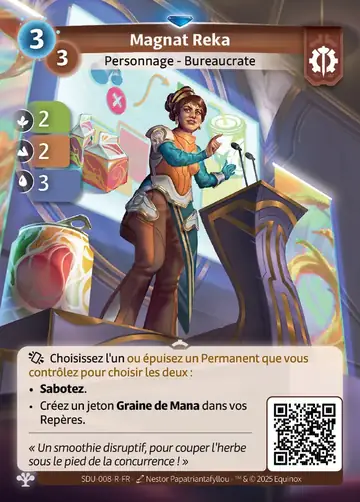 3
3
Magnat Reka
Personnage - Bureaucrate
2
2
3
Choisissez l'un ou épuisez un Permanent que vous
contrôlez pour choisir les deux :
• Sabotez.
• Créez un jeton Graine de Mana dans vos
Repères.
« Un smoothie disruptif, pour couper l'herbe
sous le pied de la concurrence ! »
SDU-008-R-FR - Nestor Papatriantafyllou - ™ & © 2025 Equinox